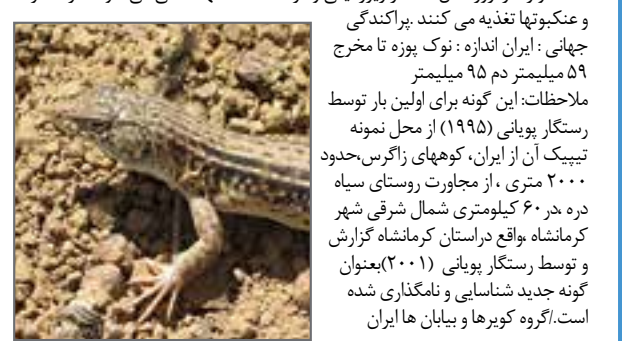 و عنکبوتها تغذیه می کنند .پراکندگی
جهانی : ایران اندازه : نوک پوزه تا مخرج
۵۹ میلیمتر دم ۹۵ میلیمتر
ملاحظات: این گونه برای اولین بار توسط
رستگار پویانی (۱۹۹۵) از محل نمونه
تیپیک آن از ایران، کوههای زاگرس،حدود
۲۰۰۰ متری ، از مجاورت روستای سیاه
دره ،در ۶۰ کیلومتری شمال شرقی شهر
کرمانشاه ،واقع دراستان کرمانشاه گزارش
و توسط رستگار پویانی (۲۰۰۱)بعنوان
گونه جدید شناسایی و نامگذاری شده
است./گروه کویرها و بیابان ها ایران